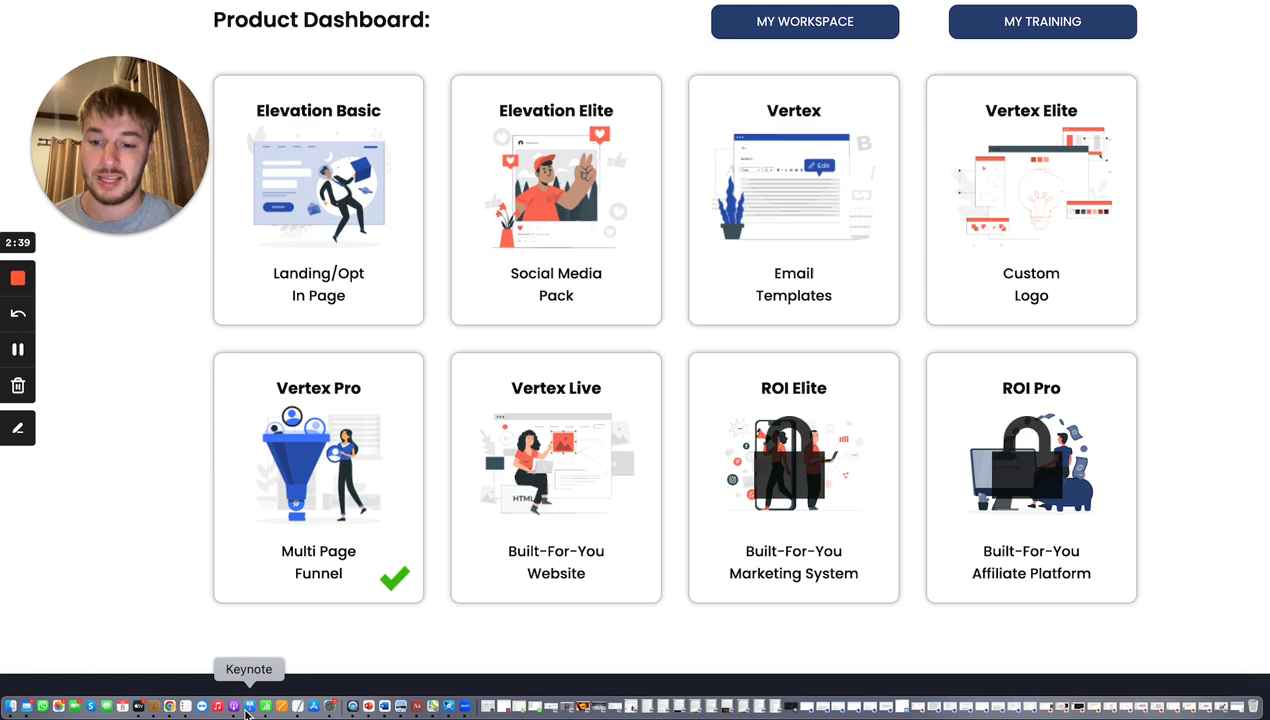 Product Dashboard:
MY WORKSPACE
MY TRAINING
Elevation Basic
Landing/Opt
In Page
Elevation Elite
Social Media
Pack
Vertex
Edit
Email
Templates
Vertex Elite
Custom
Logo
2:39
Vertex Pro
Multi Page
Funnel
Vertex Live
HTML
Built-For-You
Website
ROI Elite
Built-For-You
Marketing System
ROI Pro
Built-For-You
Affiliate Platform
Keynote